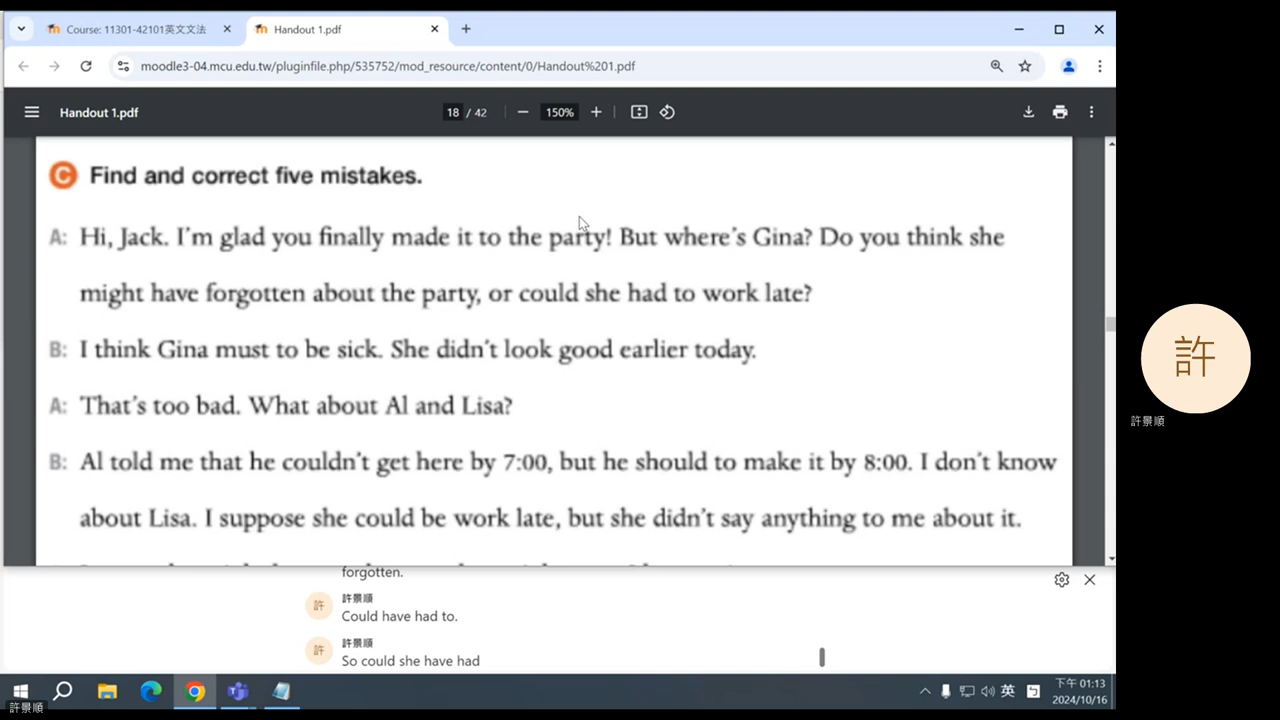 Course: 11301-42101英文文法
Handout 1.pdf
moodle3-04.mcu.edu.tw/pluginfile.php/535752/mod_resource/content/0/Handout%201.pdf
Handout 1.pdf
18 / 42
150%
C Find and correct five mistakes.
A: Hi, Jack. I'm glad you finally made it to the party! But where's Gina? Do you think she
might have forgotten about the party, or could she had to work late?
B: I think Gina must to be sick. She didn't look good earlier today.
A: That's too bad. What about Al and Lisa?
B: Al told me that he couldn't get here by 7:00, but he should to make it by 8:00. I don't know
about Lisa. I suppose she could be work late, but she didn't say anything to me about it.
forgotten.
許 許景順
Could have had to.
許 許景順
So could she have had
許
許景順
英
下午 01:13
2024/10/16
許景順